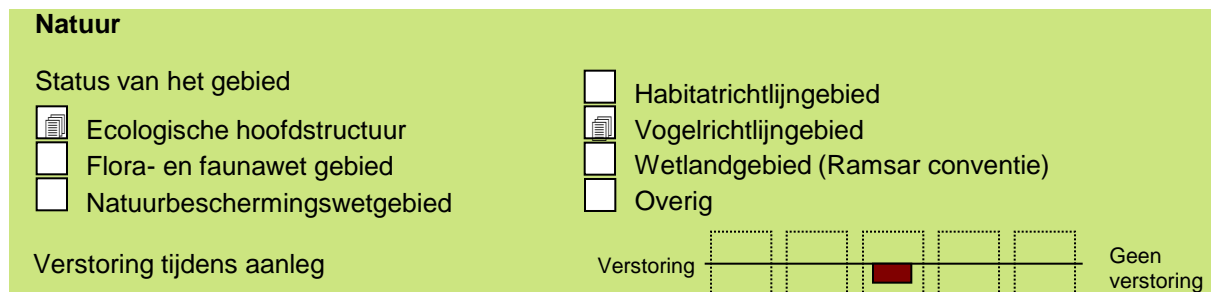 Natuur
Status van het gebied
Ecologische hoofdstructuur
Flora- en faunawet gebied
Natuurbeschermingswetgebied
Habitatrichtlijngebied
Vogelrichtlijngebied
Wetlandgebied (Ramsar conventie)
Overig
Verstoring tijdens aanleg
Verstoring
Geen
verstoring